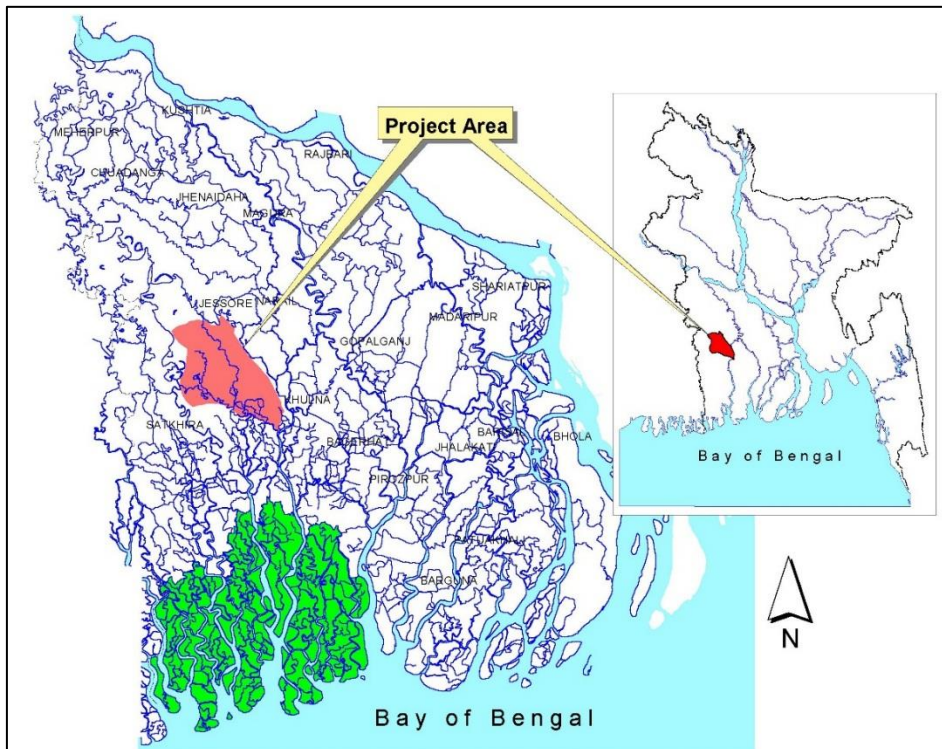 KUSHTIA
Project Area
MEHERPUR
RAJBARI
CHUADANGA
JHENAIDAHA
MAGURA
SHARIATPUR
JESSORE
NARAIL
MADARIPUR
GOPALGANJ
KHULNA
SATKHIRA
BAGERHAT
BARISAL
BHOLA
JHALAKATI
Bay of Bengal
PIROZPUR
PATUAKHALI
BARGUNA
N
Bay of Bengal